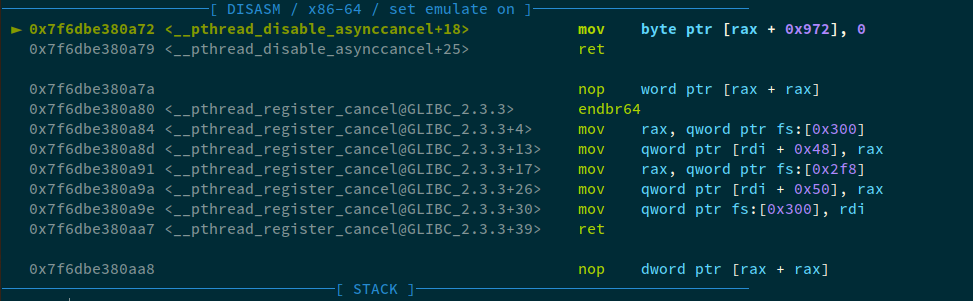 [ DISASM / x86-64 / set emulate on ]
► 0x7f6dbe380a72 <__pthread_disable_asynccancel+18> mov byte ptr [rax + 0x972], 0
0x7f6dbe380a79 <__pthread_disable_asynccancel+25> ret
0x7f6dbe380a7a nop word ptr [rax + rax]
0x7f6dbe380a80 <__pthread_register_cancel@GLIBC_2.3.3> endbr64
0x7f6dbe380a84 <__pthread_register_cancel@GLIBC_2.3.3+4> mov rax, qword ptr fs:[0x300]
0x7f6dbe380a8d <__pthread_register_cancel@GLIBC_2.3.3+13> mov qword ptr [rdi + 0x48], rax
0x7f6dbe380a91 <__pthread_register_cancel@GLIBC_2.3.3+17> mov rax, qword ptr fs:[0x2f8]
0x7f6dbe380a9a <__pthread_register_cancel@GLIBC_2.3.3+26> mov qword ptr [rdi + 0x50], rax
0x7f6dbe380a9e <__pthread_register_cancel@GLIBC_2.3.3+30> mov qword ptr fs:[0x300], rdi
0x7f6dbe380aa7 <__pthread_register_cancel@GLIBC_2.3.3+39> ret
0x7f6dbe380aa8 nop dword ptr [rax + rax]
[ STACK ]